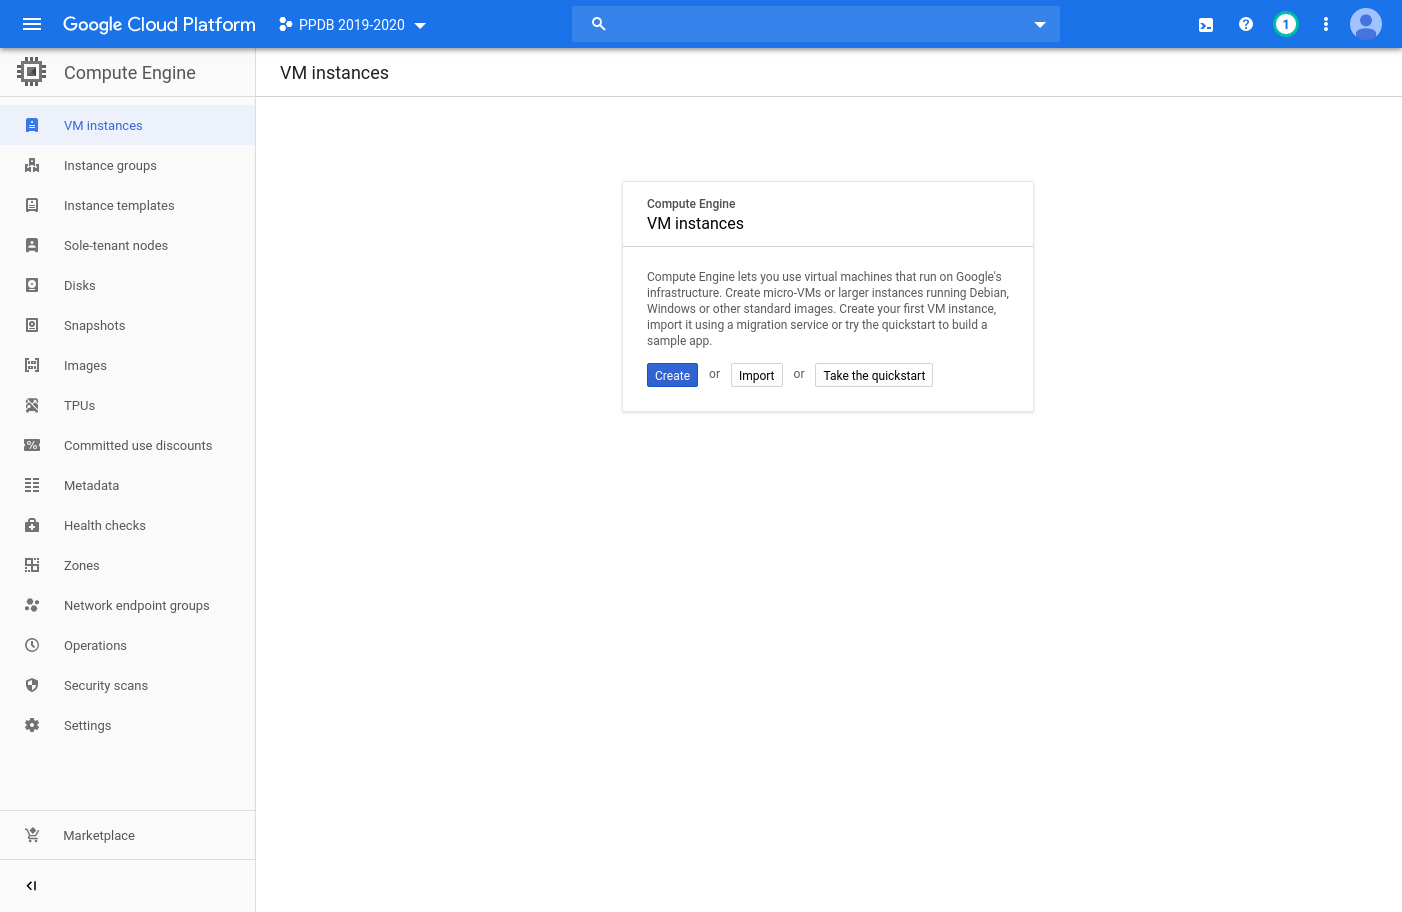 Google Cloud Platform
PPDB 2019-2020
1
Compute Engine
VM instances
VM instances
Instance groups
Instance templates
Sole-tenant nodes
Disks
Snapshots
Images
TPUs
Committed use discounts
Metadata
Health checks
Zones
Network endpoint groups
Operations
Security scans
Settings
Marketplace
Compute Engine
VM instances
Compute Engine lets you use virtual machines that run on Google's
infrastructure. Create micro-VMs or larger instances running Debian,
Windows or other standard images. Create your first VM instance,
import it using a migration service or try the quickstart to build a
sample app.
Create or Import or Take the quickstart